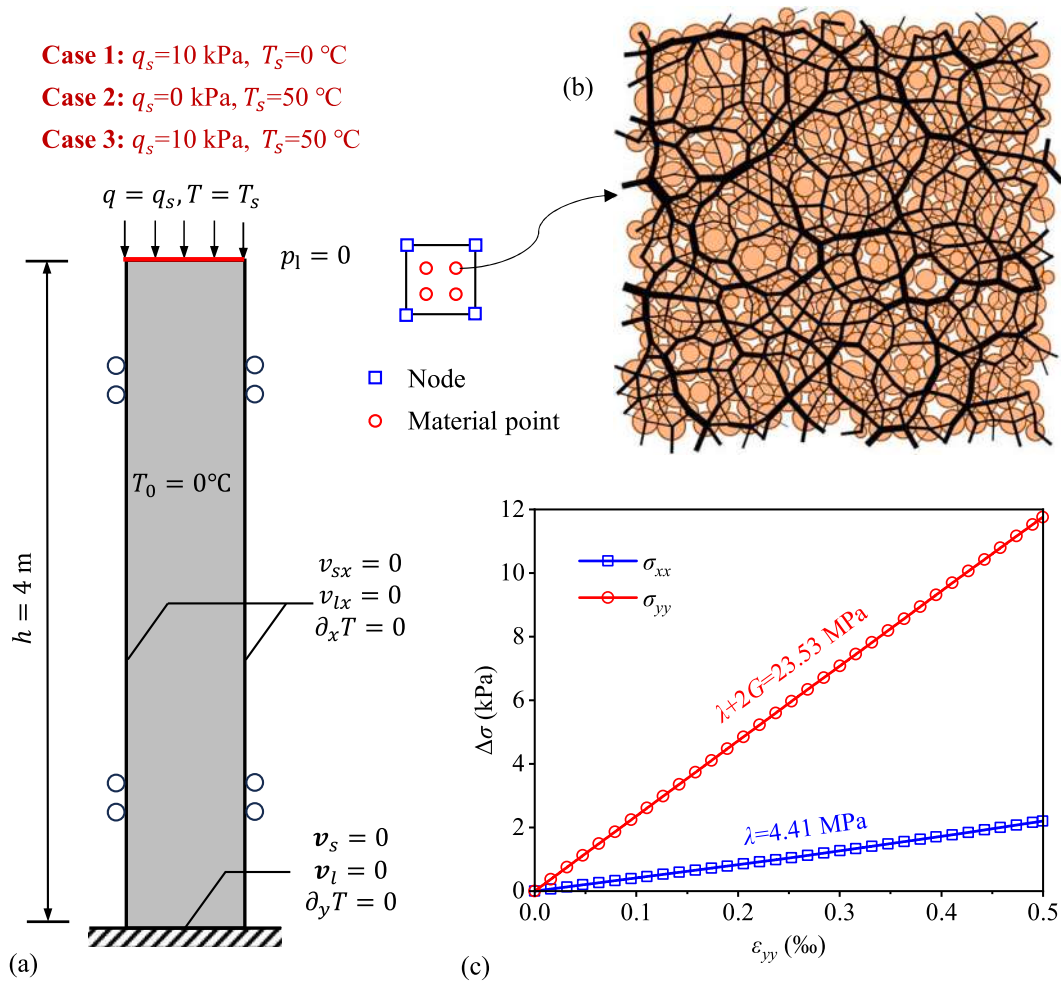 Case 1: qₛ=10 kPa, Tₛ=0 ℃
Case 2: qₛ=0 kPa, Tₛ=50 ℃
Case 3: qₛ=10 kPa, Tₛ=50 ℃
q = qₛ, T = Tₛ
pₗ = 0
(b)
Node
Material point
T₀ = 0℃
h = 4 m
vₛₓ = 0
vₗₓ = 0
∂ₓT = 0
𝒗ₛ = 0
𝒗ₗ = 0
∂ᵧT = 0
(a)
12
10
8
6
4
2
0
Δσ (kPa)
σₓₓ
σᵧᵧ
λ+2G=23.53 MPa
λ=4.41 MPa
0.0 0.1 0.2 0.3 0.4 0.5
εᵧᵧ (‰)
(c)